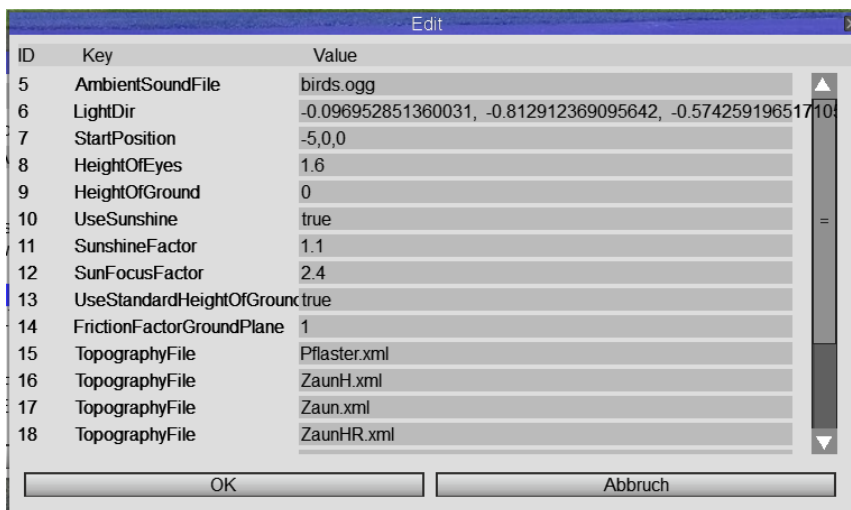 Edit
ID Key Value
5 AmbientSoundFile birds.ogg
6 LightDir -0.096952851360031, -0.812912369095642, -0.574259196517105
7 StartPosition -5,0,0
8 HeightOfEyes 1.6
9 HeightOfGround 0
10 UseSunshine true
11 SunshineFactor 1.1
12 SunFocusFactor 2.4
13 UseStandardHeightOfGround true
14 FrictionFactorGroundPlane 1
15 TopographyFile Pflaster.xml
16 TopographyFile ZaunH.xml
17 TopographyFile Zaun.xml
18 TopographyFile ZaunHR.xml
OK Abbruch